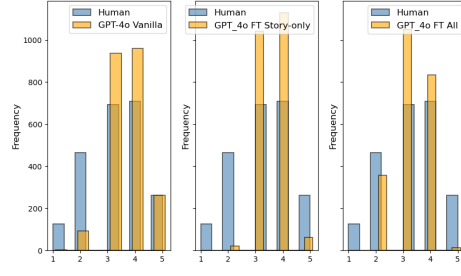 Human
GPT-4o Vanilla
Human
GPT_4o FT Story-only
Human
GPT_4o FT All
Frequency
Frequency
Frequency
1000
800
600
400
200
0
1 2 3 4 5
1 2 3 4 5
1 2 3 4 5